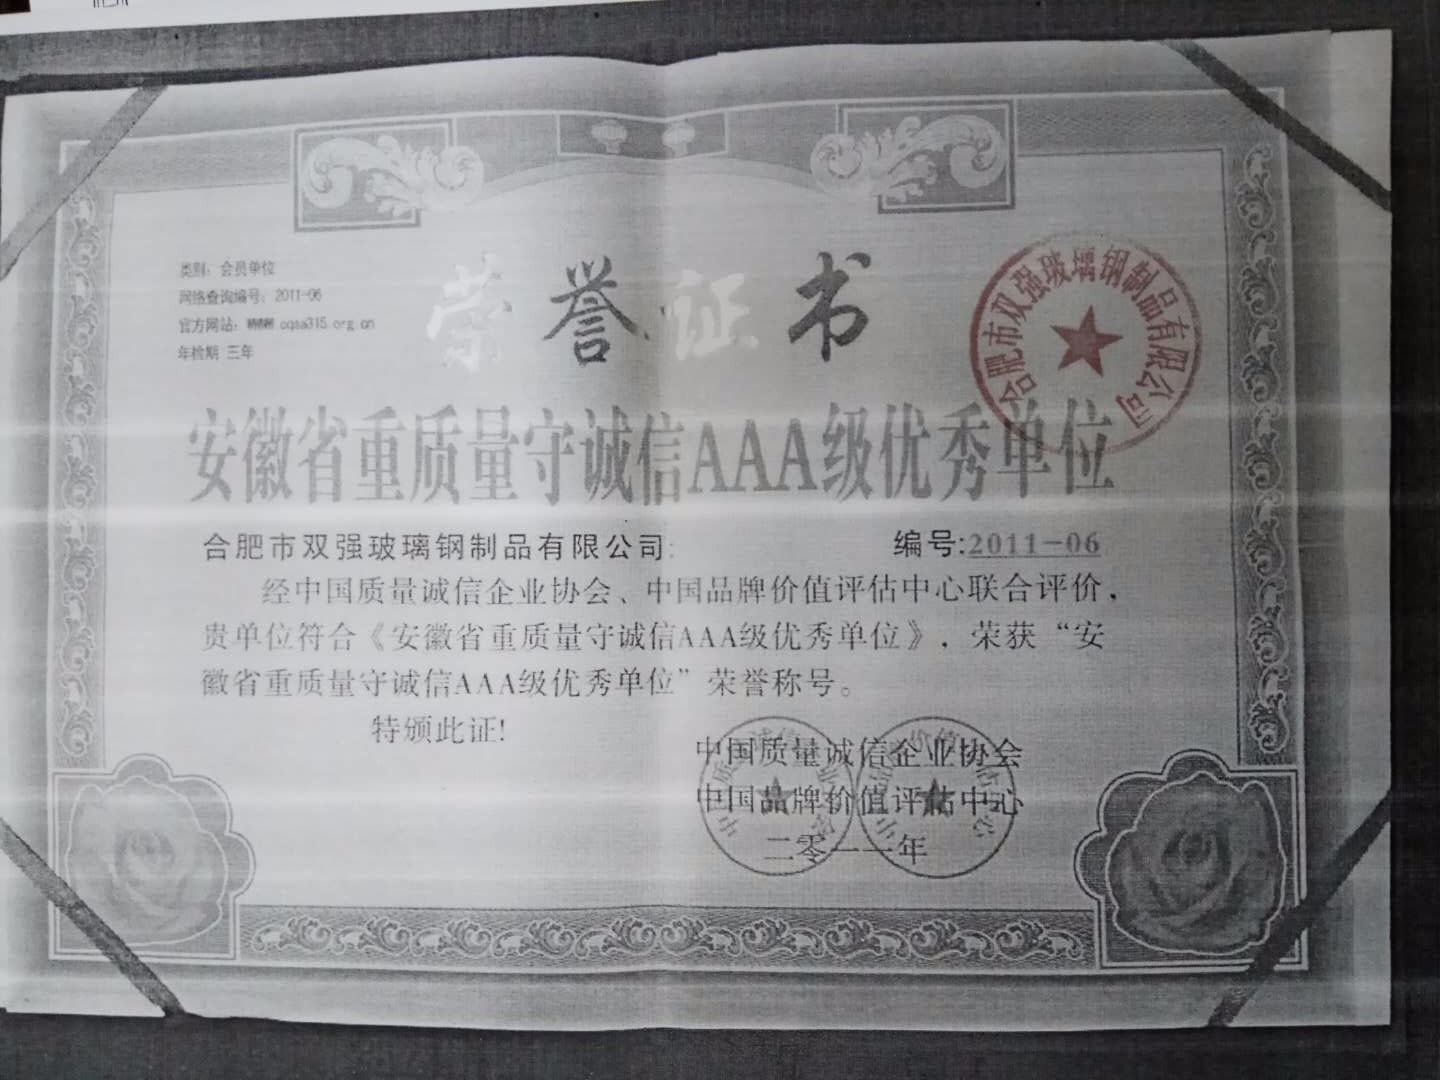 类别：会员单位
网络查询编号：2011-06
官方网站：WWW.cqsa315.org.cn
年检期 三年
荣誉证书
合肥市双强玻璃钢制品有限公司
安徽省重质量守诚信AAA级优秀单位
合肥市双强玻璃钢制品有限公司:
编号:2011-06
经中国质量诚信企业协会、中国品牌价值评估中心联合评价，
贵单位符合《安徽省重质量守诚信AAA级优秀单位》，荣获“安
徽省重质量守诚信AAA级优秀单位”荣誉称号。
特颁此证!
中国质量诚信企业协会
中国品牌价值评估中心
二零一一年